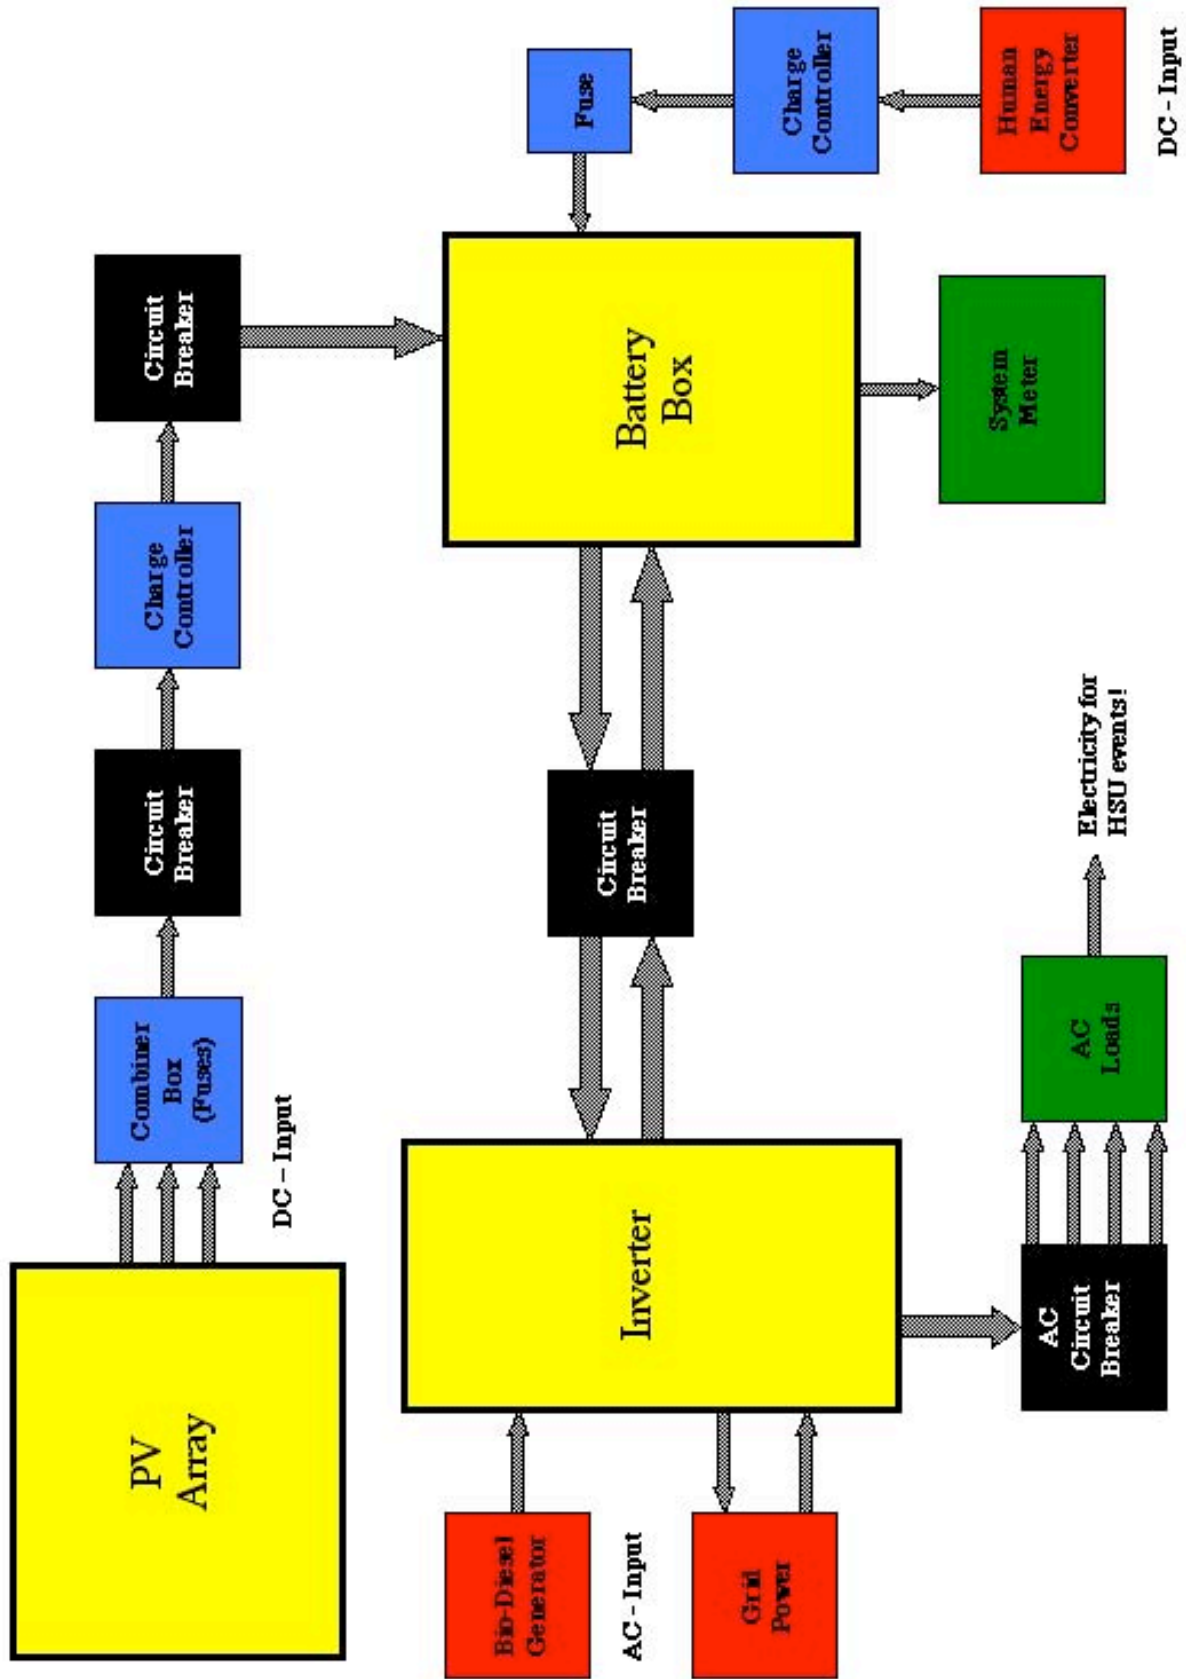 PV
Array
DC - Input
Combiner
Box
(Fuses)
Circuit
Breaker
Charge
Controller
Circuit
Breaker
Bio-Diesel
Generator
AC - Input
Grid
Power
Inverter
Circuit
Breaker
Battery
Box
Fuse
Charge
Controller
Human
Energy
Converter
DC - Input
AC
Circuit
Breaker
AC
Loads
Electricity for
HSU events!
System
Meter